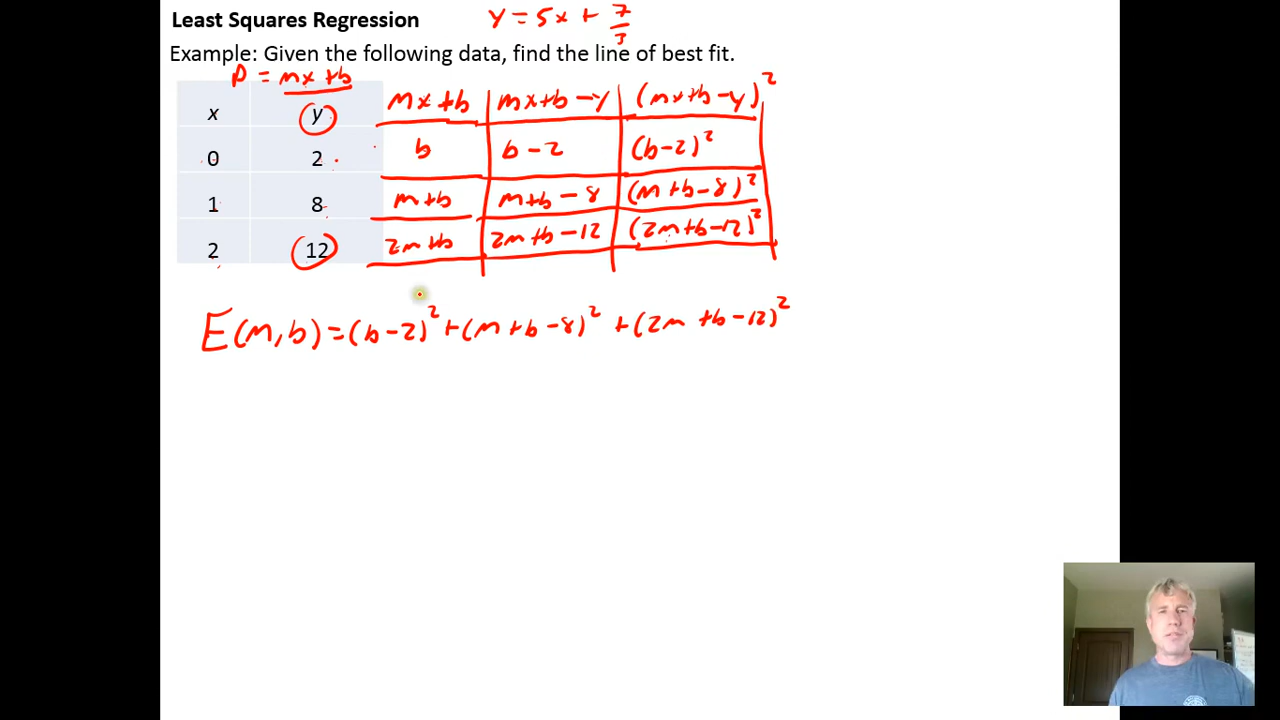 Least Squares Regression
y = 5x + 7/3
Example: Given the following data, find the line of best fit.
P = mx+b
x y mx+b mx+b-y (mx+b-y)²
0 2 b b-2 (b-2)²
1 8 m+b m+b-8 (m+b-8)²
2 12 2m+b 2m+b-12 (2m+b-12)²
E(m,b)=(b-2)²+(m+b-8)²+(2m+b-12)²